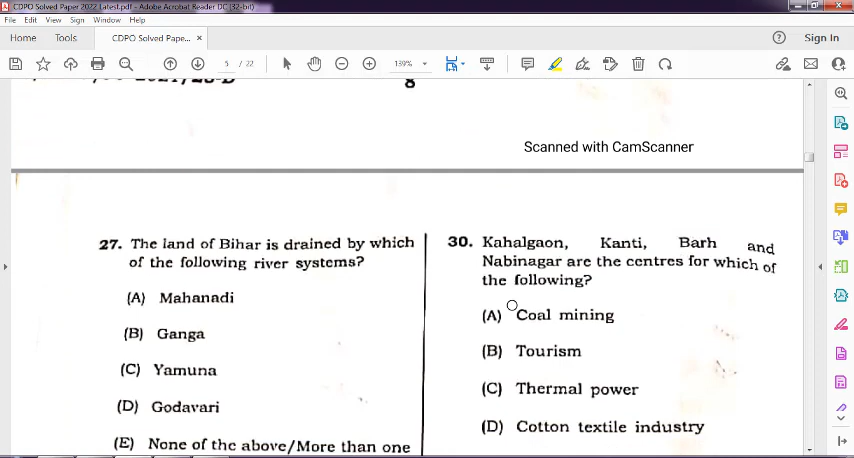 CDPO Solved Paper 2022 Latest.pdf - Adobe Acrobat Reader DC (32-bit)
File Edit View Sign Window Help
Home Tools CDPO Solved Pape... × Sign In
5 / 22 139%
8
Scanned with CamScanner
27. The land of Bihar is drained by which
of the following river systems?
(A) Mahanadi
(B) Ganga
(C) Yamuna
(D) Godavari
(E) None of the above/More than one
30. Kahalgaon, Kanti, Barh and
Nabinagar are the centres for which of
the following?
(A) Coal mining
(B) Tourism
(C) Thermal power
(D) Cotton textile industry